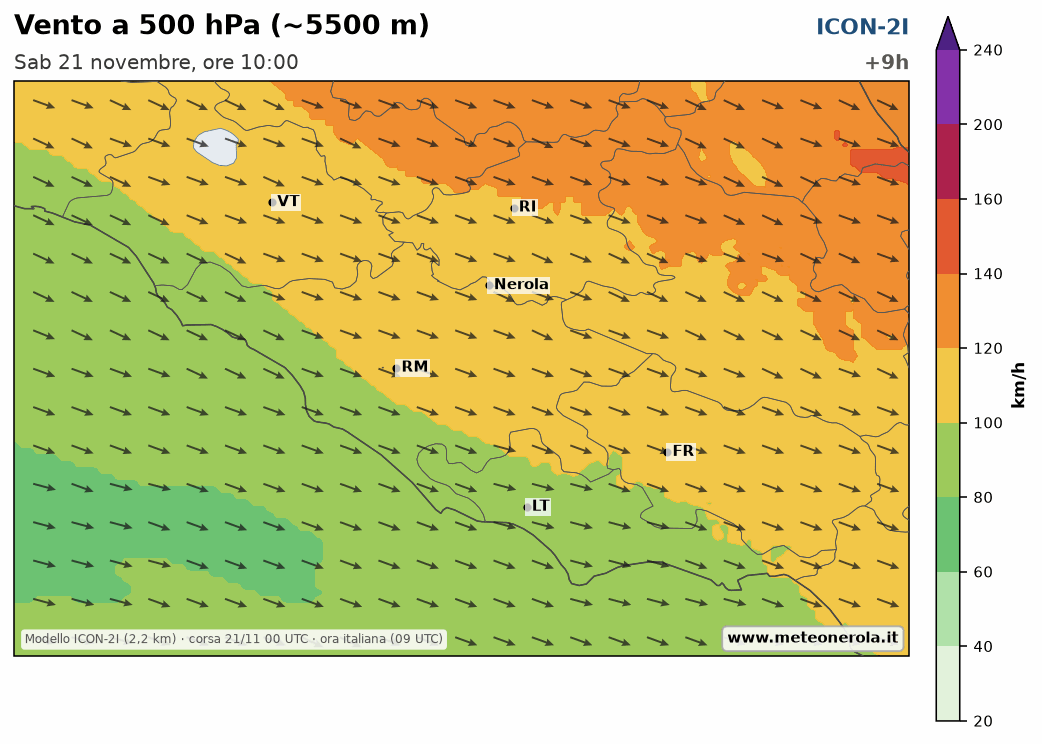 Vento a 500 hPa (~5500 m)
ICON-2I
Sab 21 novembre, ore 10:00
+9h
240
200
160
140
120
100
80
60
40
20
km/h
VT
RI
Nerola
RM
FR
LT
Modello ICON-2I (2,2 km) · corsa 21/11 00 UTC · ora italiana (09 UTC)
www.meteonerola.it